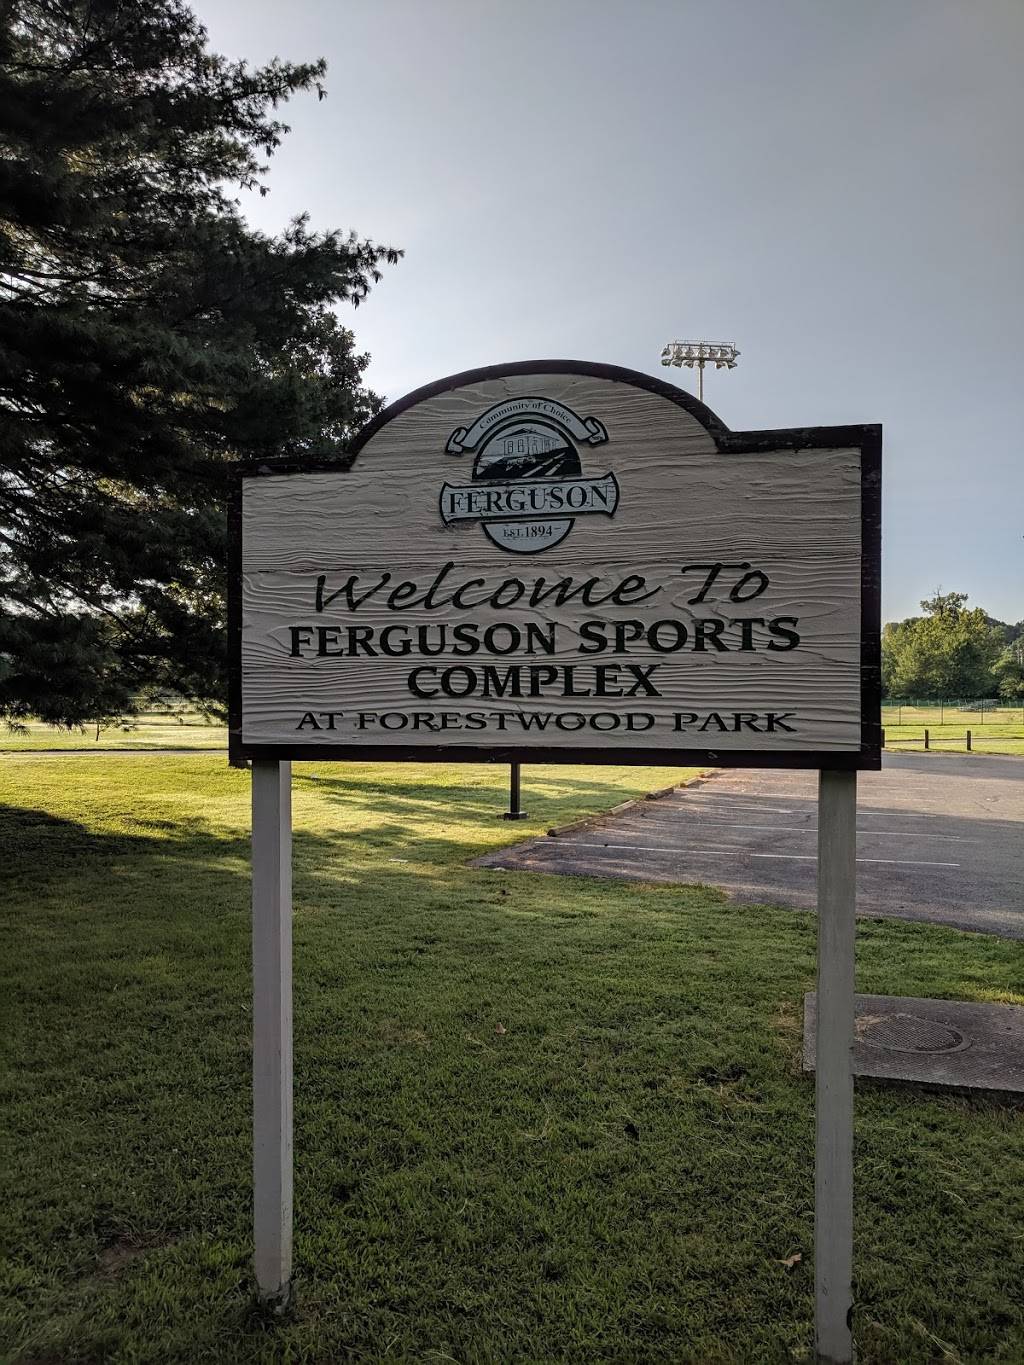 Community of Choice
FERGUSON
EST. 1894
Welcome To
FERGUSON SPORTS
COMPLEX
AT FORESTWOOD PARK